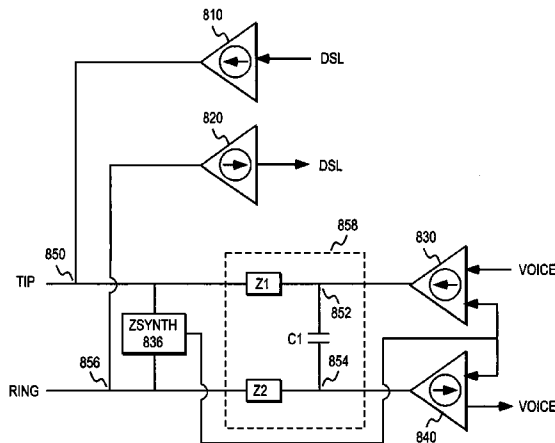 810
DSL
820
DSL
858
850
830
TIP
Z1
VOICE
852
ZSYNTH
836
C1
856
854
RING
Z2
VOICE
840